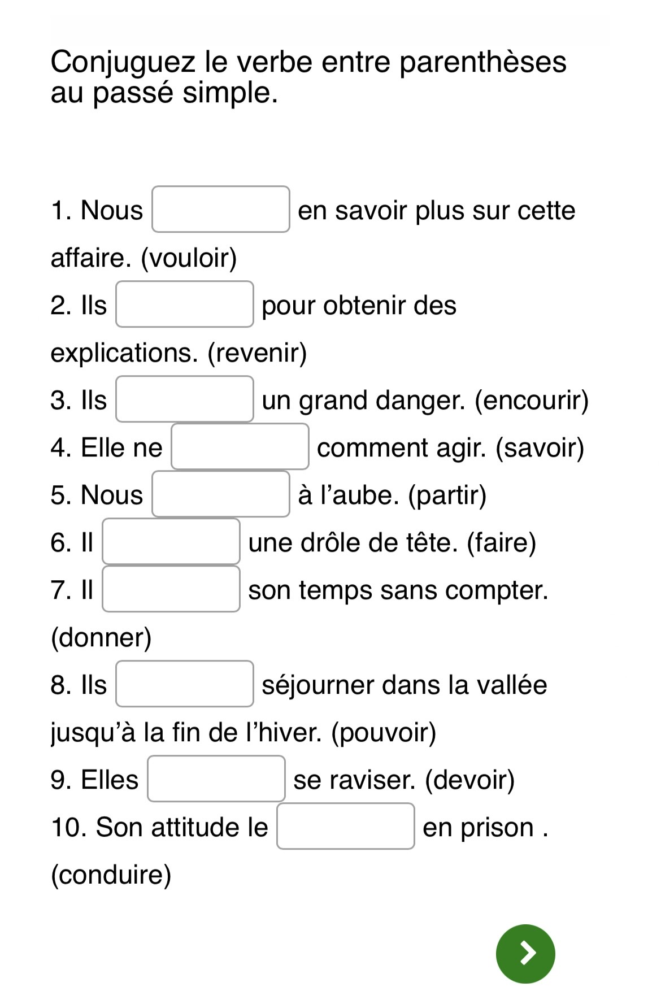 Conjuguez le verbe entre parenthèses
au passé simple.
1. Nous en savoir plus sur cette
affaire. (vouloir)
2. Ils pour obtenir des
explications. (revenir)
3. Ils un grand danger. (encourir)
4. Elle ne comment agir. (savoir)
5. Nous à l’aube. (partir)
6. Il une drôle de tête. (faire)
7. Il son temps sans compter.
(donner)
8. Ils séjourner dans la vallée
jusqu’à la fin de l’hiver. (pouvoir)
9. Elles se raviser. (devoir)
10. Son attitude le en prison .
(conduire)